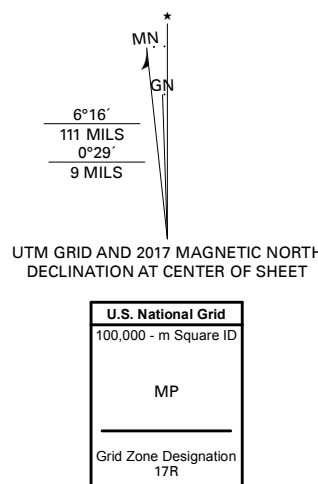 ★
MN
GN
6°16´
111 MILS
0°29´
9 MILS
UTM GRID AND 2017 MAGNETIC NORTH
DECLINATION AT CENTER OF SHEET
U.S. National Grid
100,000 - m Square ID
MP
Grid Zone Designation
17R